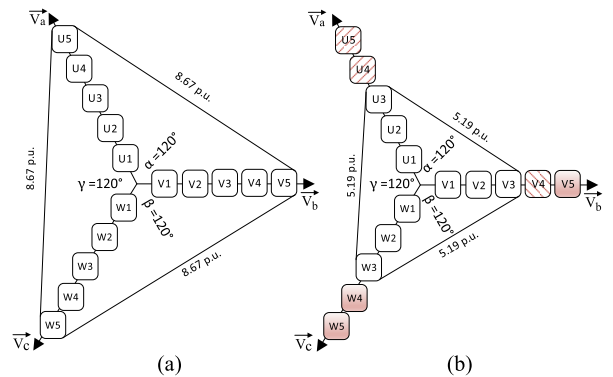 Va
U5
U4
U3
U2
U1
8.67 p.u.
8.67 p.u.
α=120°
γ =120°
β=120°
V1 V2 V3 V4 V5
Vb
W1
W2
W3
W4
W5
8.67 p.u.
Vc
(a)
Va
U5
U4
U3
U2
U1
5.19 p.u.
5.19 p.u.
α=120°
γ =120°
β=120°
V1 V2 V3 V4 V5
Vb
W1
W2
W3
W4
W5
5.19 p.u.
Vc
(b)